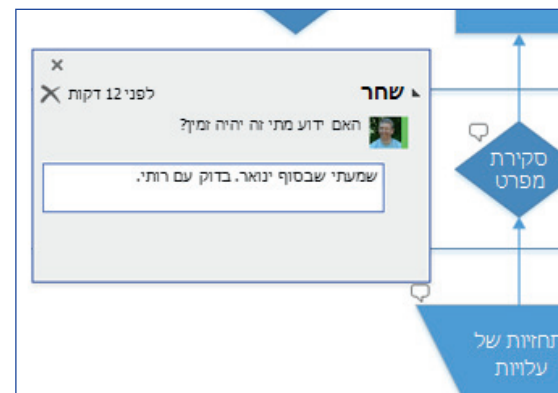 שחר
לפני 12 דקות
האם ידוע מתי זה יהיה זמין?
שמעתי שבסוף ינואר. בדוק עם רותי.
סקירת
מפרט
תחזיות של
עלויות